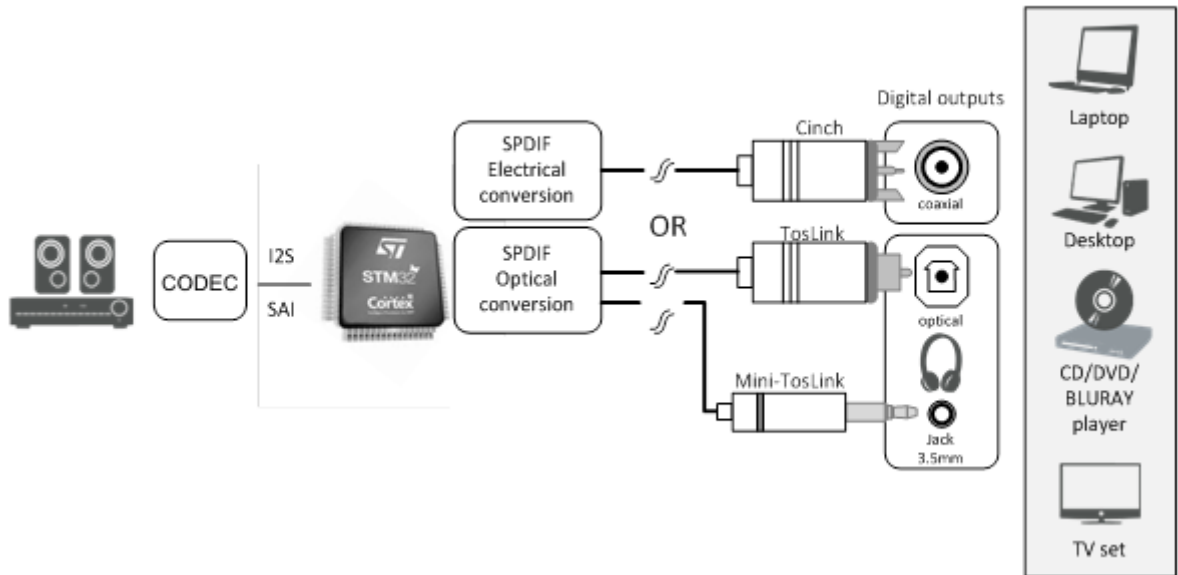 CODEC
I2S
SAI
STM32
Cortex
SPDIF
Electrical
conversion
SPDIF
Optical
conversion
OR
Cinch
TosLink
Mini-TosLink
Digital outputs
coaxial
optical
Jack
3.5mm
Laptop
Desktop
CD/DVD/
BLURAY
player
TV set